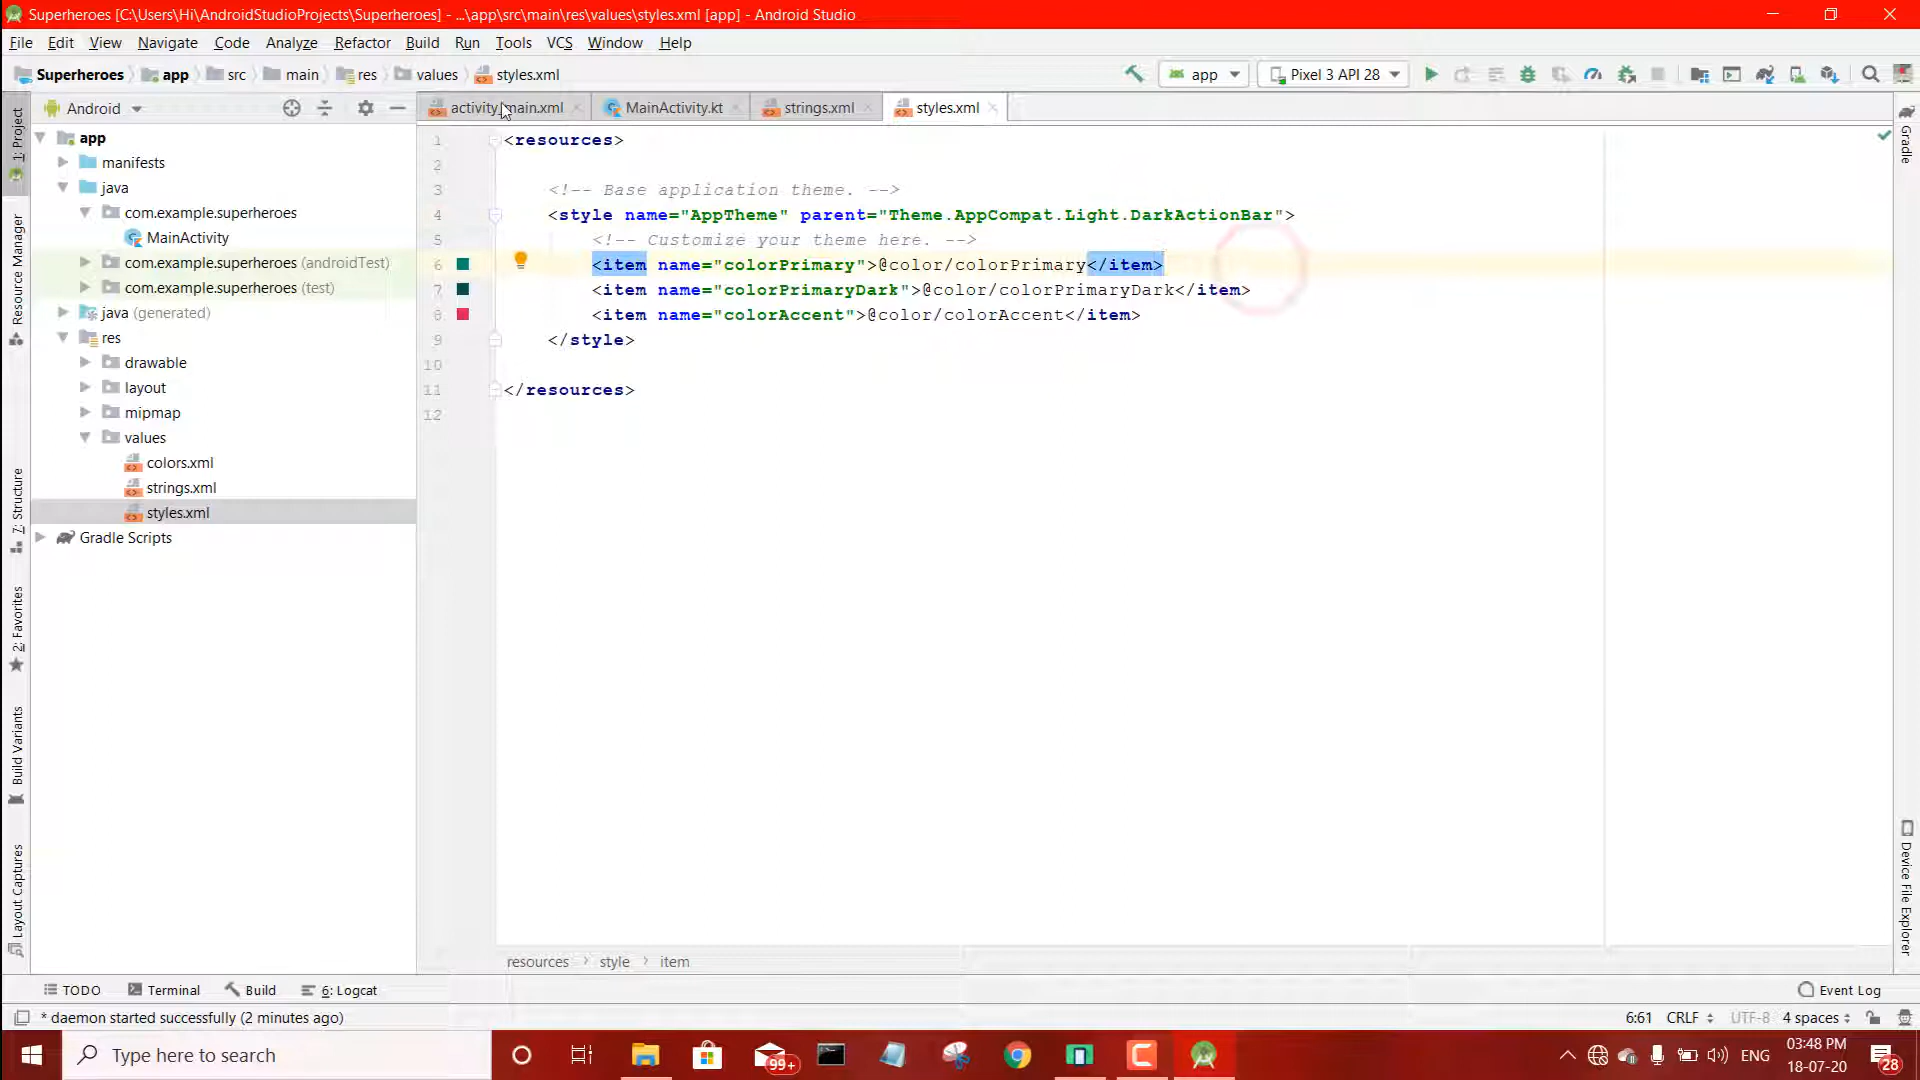 Superheroes [C:\Users\Hi\AndroidStudioProjects\Superheroes] - ...\app\src\main\res\values\styles.xml [app] - Android Studio
File Edit View Navigate Code Analyze Refactor Build Run Tools VCS Window Help
Superheroes app src main res values styles.xml
app Pixel 3 API 28
Android
activity_main.xml MainActivity.kt strings.xml styles.xml
app
manifests
java
com.example.superheroes
MainActivity
com.example.superheroes (androidTest)
com.example.superheroes (test)
java (generated)
res
drawable
layout
mipmap
values
colors.xml
strings.xml
styles.xml
Gradle Scripts
1 <resources>
2
3 <!-- Base application theme. -->
4 <style name="AppTheme" parent="Theme.AppCompat.Light.DarkActionBar">
5 <!-- Customize your theme here. -->
6 <item name="colorPrimary">@color/colorPrimary</item>
7 <item name="colorPrimaryDark">@color/colorPrimaryDark</item>
8 <item name="colorAccent">@color/colorAccent</item>
9 </style>
10
11 </resources>
12
1: Project
Resource Manager
7: Structure
2: Favorites
Build Variants
Layout Captures
Gradle
Device File Explorer
resources style item
TODO Terminal Build 6: Logcat Event Log
* daemon started successfully (2 minutes ago) 6:61 CRLF UTF-8 4 spaces
Type here to search
99+
ENG
03:48 PM
18-07-20
28